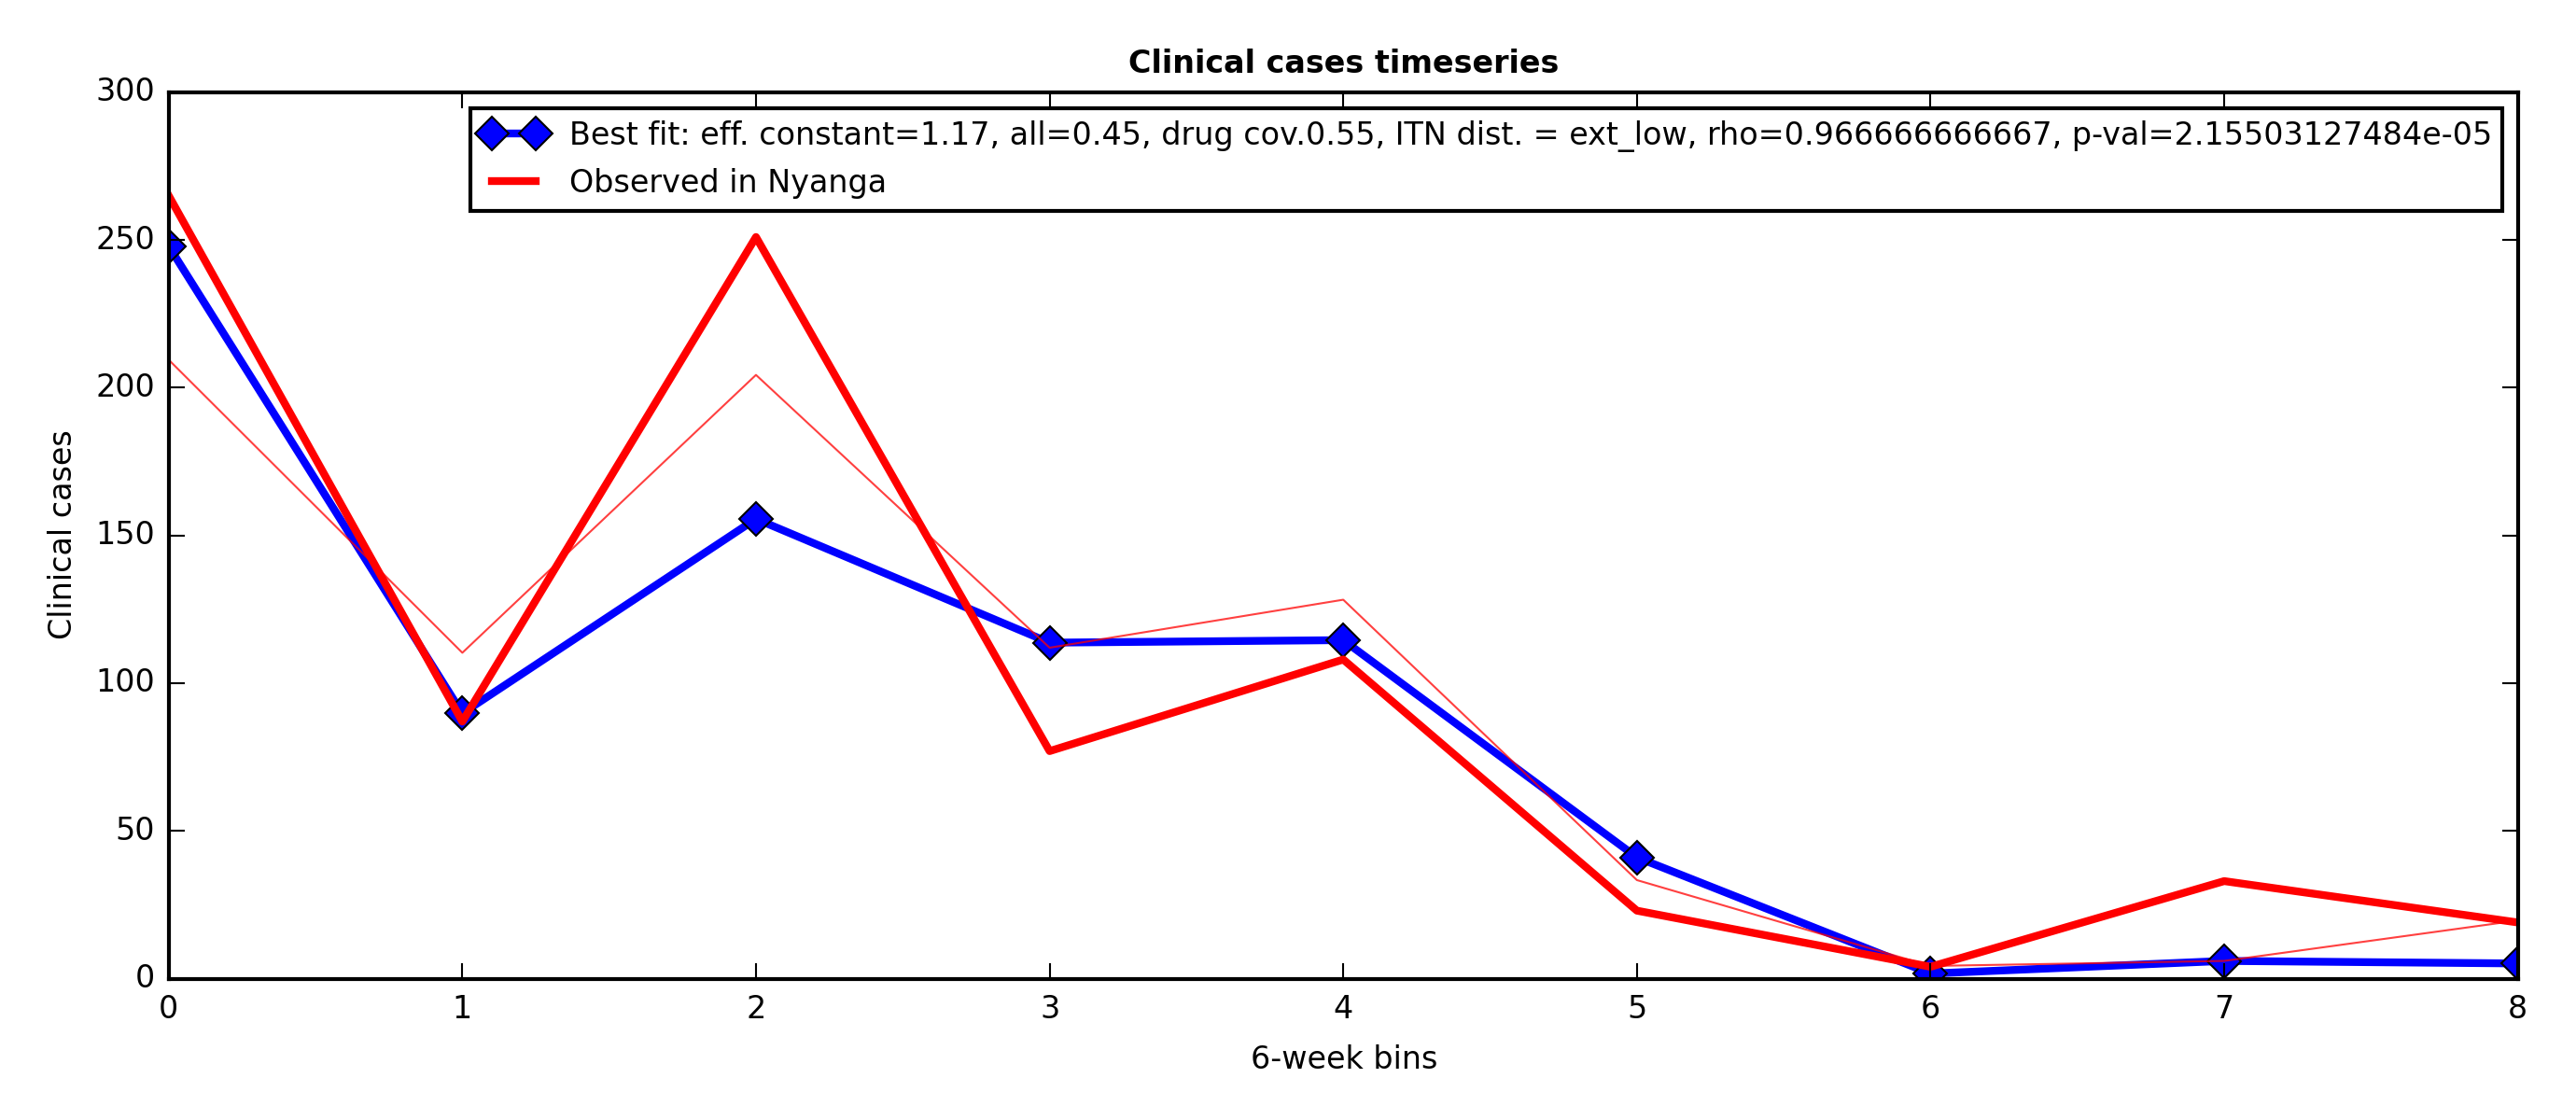 Clinical cases timeseries
Best fit: eff. constant=1.17, all=0.45, drug cov.0.55, ITN dist. = ext_low, rho=0.966666666667, p-val=2.15503127484e-05
Observed in Nyanga
Clinical cases
300
250
200
150
100
50
0
0 1 2 3 4 5 6 7 8
6-week bins